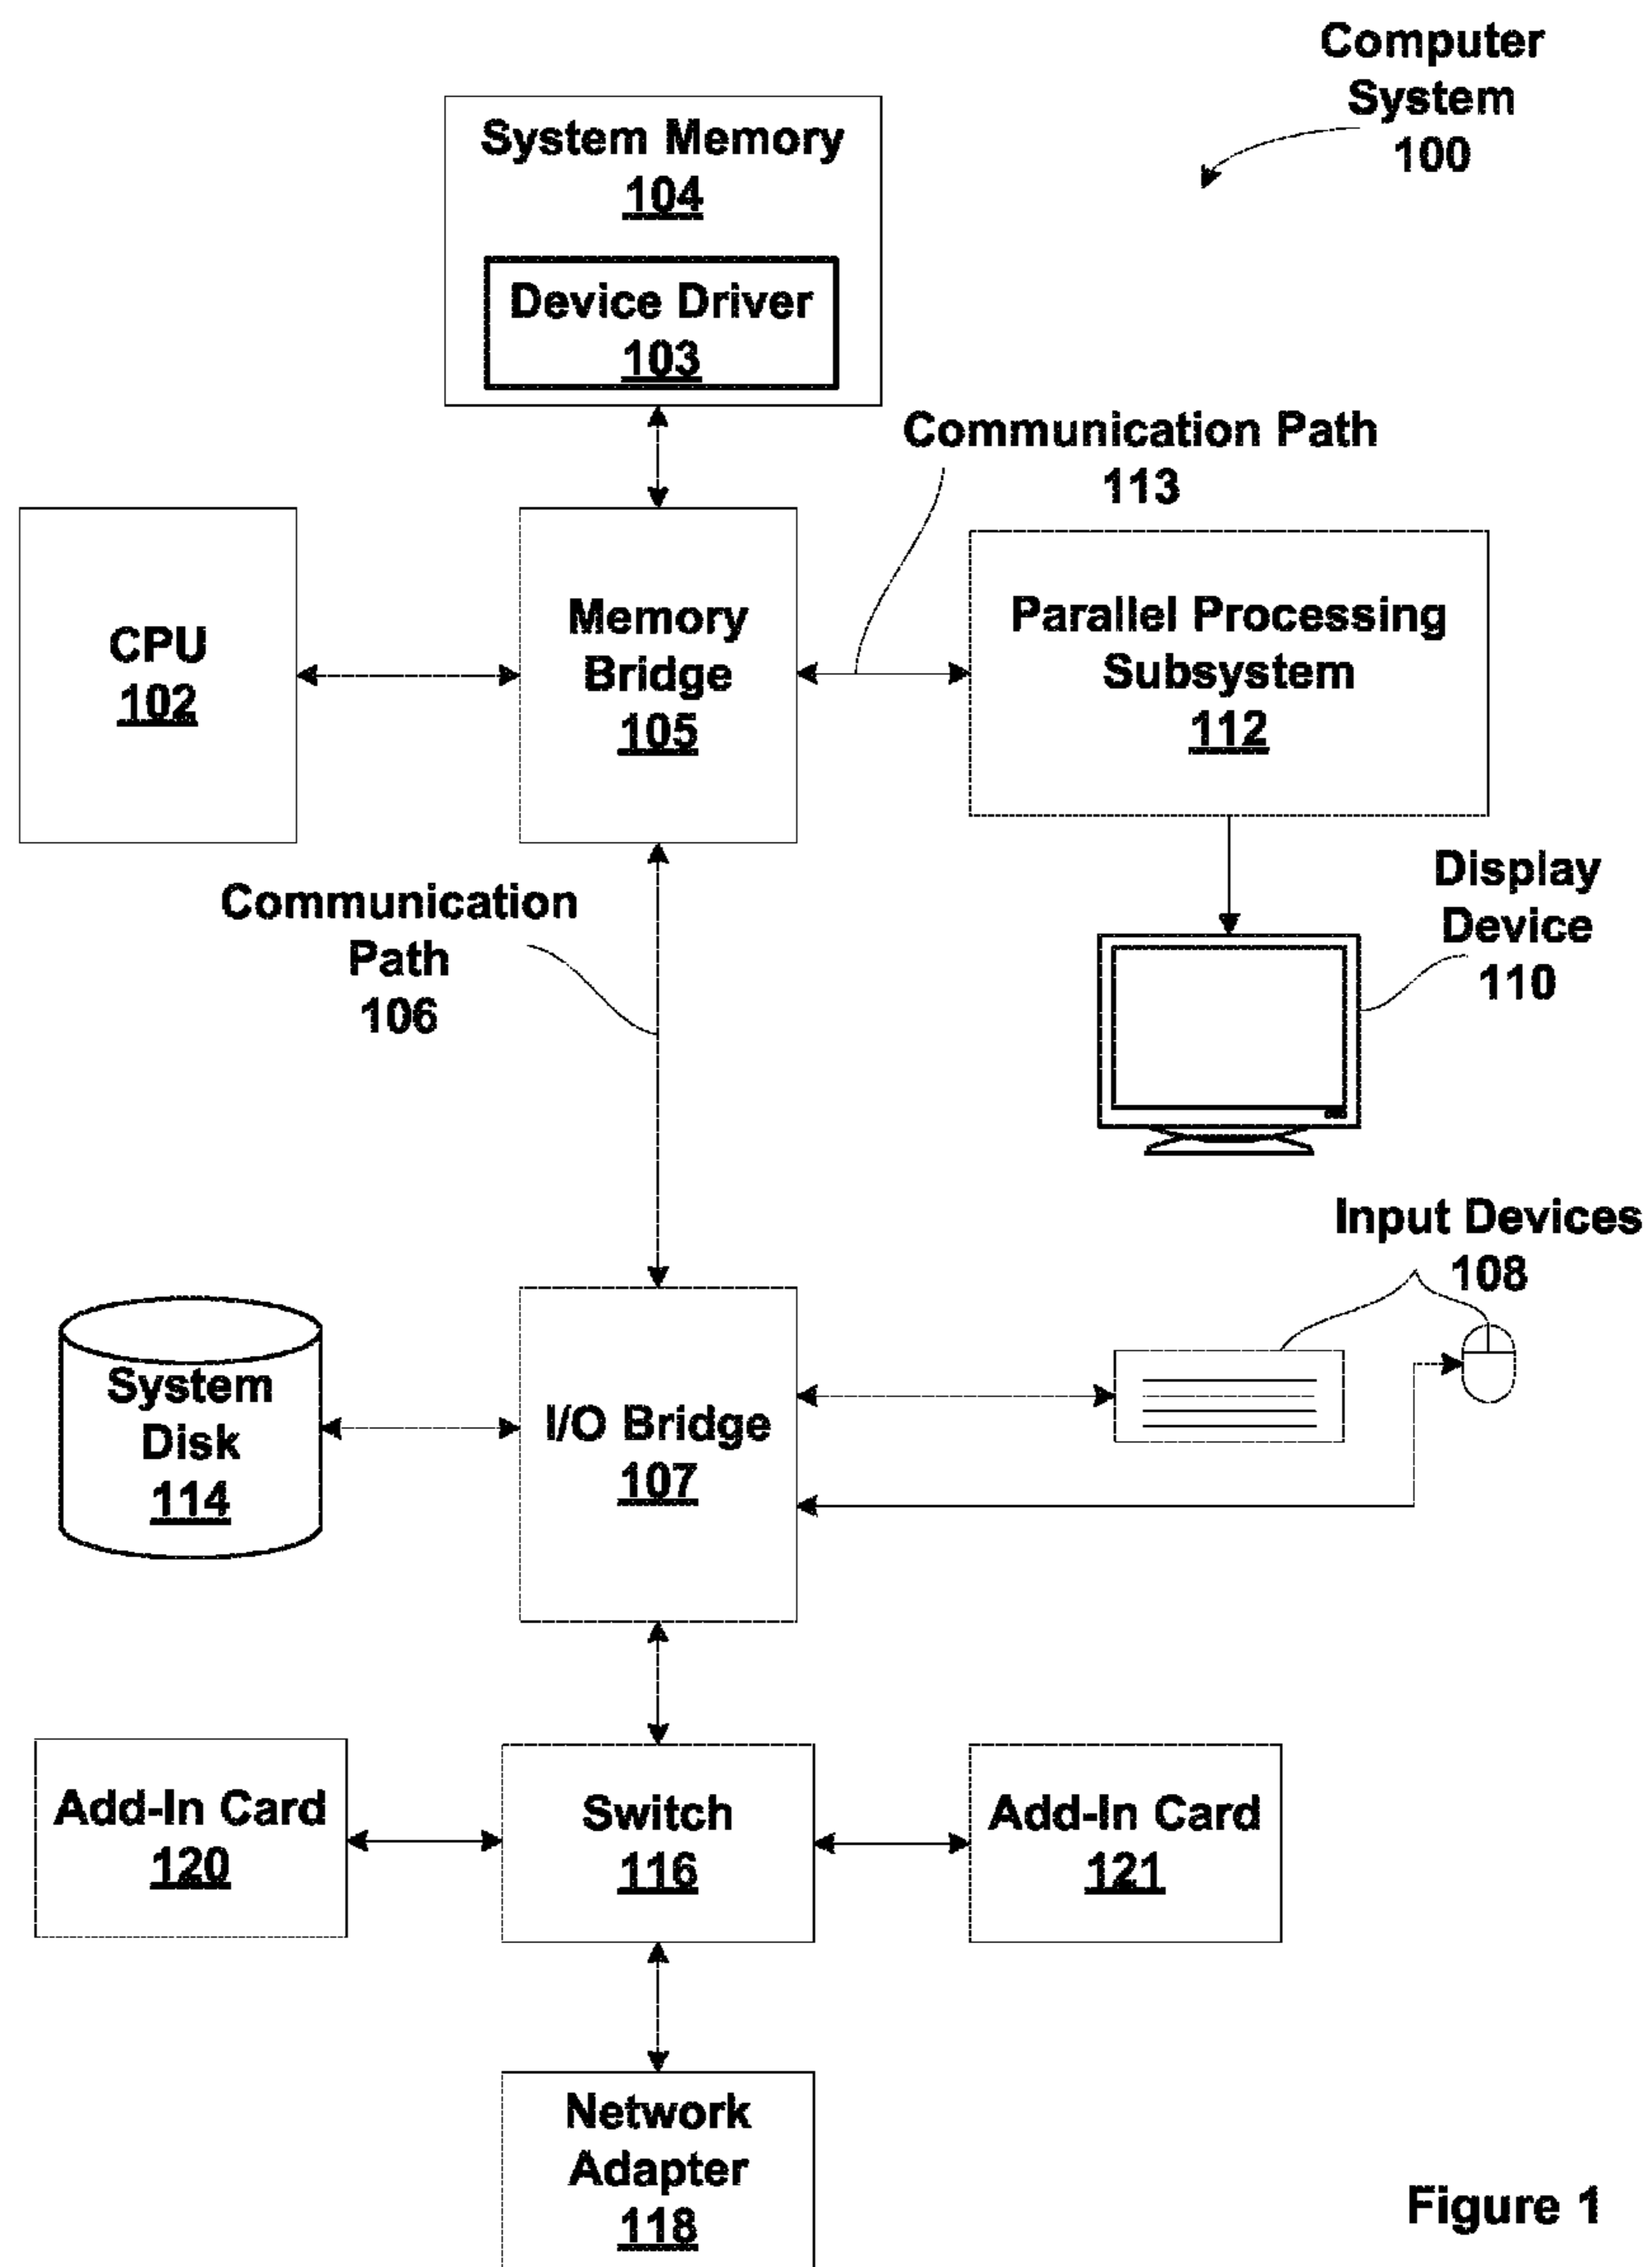 Computer
System
100
System Memory
104
Device Driver
103
Communication Path
113
CPU
102
Memory
Bridge
105
Parallel Processing
Subsystem
112
Communication
Path
106
Display
Device
110
Input Devices
108
System
Disk
114
I/O Bridge
107
Add-In Card
120
Switch
116
Add-In Card
121
Network
Adapter
118
Figure 1